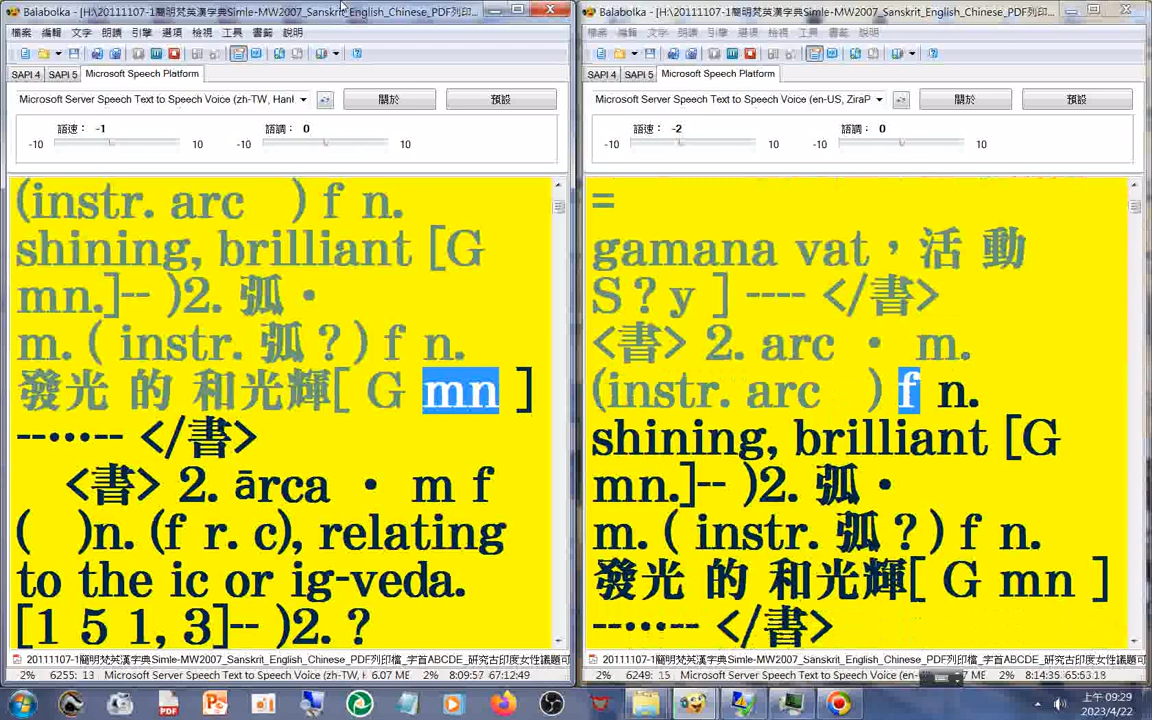 Balabolka - [H:\20111107-1簡明梵英漢字典Simle-MW2007_Sanskrit_English_Chinese_PDF列印...
檔案 編輯 文字 朗讀 引擎 選項 檢視 工具 書籤 說明
SAPI 4 SAPI 5 Microsoft Speech Platform
Microsoft Server Speech Text to Speech Voice (zh-TW, Hanl
關於 預設
語速： -1 語調： 0
-10 10 -10 10
(instr. arc ) f n.
shining, brilliant [G
mn.]-- )2. 弧・
m. ( instr. 弧？) f n.
發光 的 和光輝[ G mn ]
--·····-- </書>
<書> 2. ārca ・ m f
( )n. (f r. c), relating
to the ic or ig-veda.
[1 5 1, 3]-- )2. ?
20111107-1簡明梵英漢字典Simle-MW2007_Sanskrit_English_Chinese_PDF列印檔_字首ABCDE_研究古印度女性議題可
2% 6255: 13 Microsoft Server Speech Text to Speech Voice (zh-TW, H 6.07 ME 2% 8:09:57 67:12:49
Balabolka - [H:\20111107-1簡明梵英漢字典Simle-MW2007_Sanskrit_English_Chinese_PDF列印...
檔案 編輯 文字 朗讀 引擎 選項 檢視 工具 書籤 說明
SAPI 4 SAPI 5 Microsoft Speech Platform
Microsoft Server Speech Text to Speech Voice (en-US, ZiraP
關於 預設
語速： -2 語調： 0
-10 10 -10 10
=
gamana vat，活 動
S？y ] ---- </書>
<書> 2. arc ・ m.
(instr. arc ) f n.
shining, brilliant [G
mn.]-- )2. 弧・
m. ( instr. 弧？) f n.
發光 的 和光輝[ G mn ]
--·····-- </書>
20111107-1簡明梵英漢字典Simle-MW2007_Sanskrit_English_Chinese_PDF列印檔_字首ABCDE_研究古印度女性議題可
2% 6249: 15 Microsoft Server Speech Text to Speech Voice 2% 8:14:35 65:53:18
上午 09:29
2023/4/22